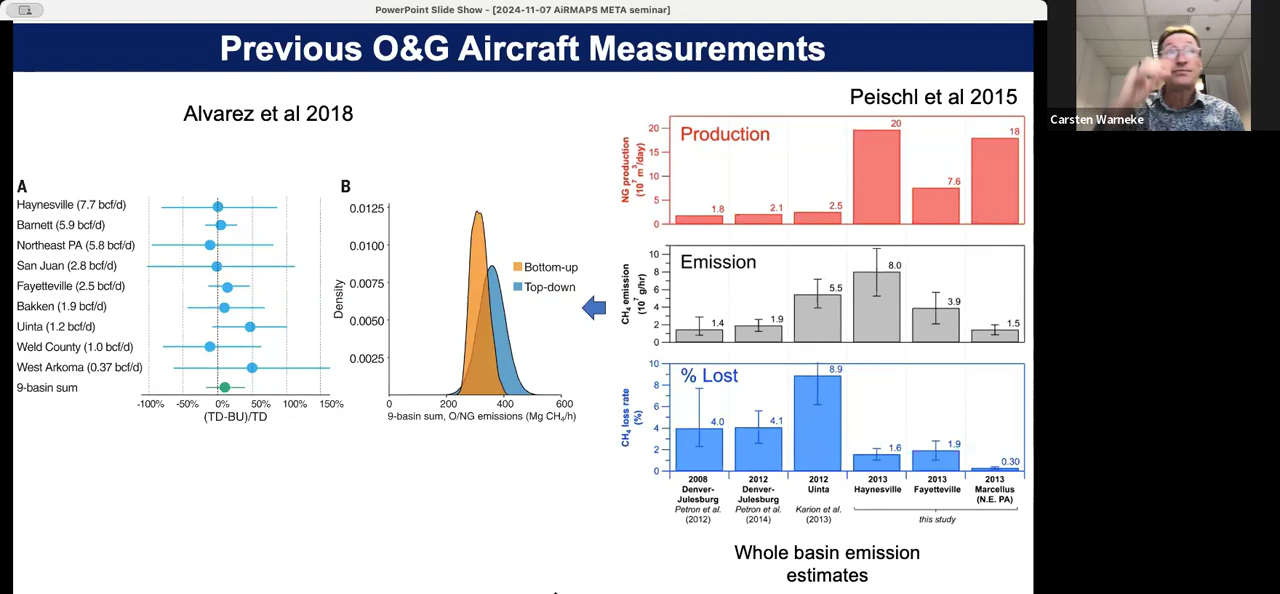 PowerPoint Slide Show - [2024-11-07 AiRMAPS META seminar]
Previous O&G Aircraft Measurements
Carsten Warneke
Alvarez et al 2018
A
Haynesville (7.7 bcf/d)
Barnett (5.9 bcf/d)
Northeast PA (5.8 bcf/d)
San Juan (2.8 bcf/d)
Fayetteville (2.5 bcf/d)
Bakken (1.9 bcf/d)
Uinta (1.2 bcf/d)
Weld County (1.0 bcf/d)
West Arkoma (0.37 bcf/d)
9-basin sum
-100% -50% 0% 50% 100% 150%
(TD-BU)/TD
B
Density
0.0125
0.0100
0.0075
0.0050
0.0025
Bottom-up
Top-down
0 200 400 600
9-basin sum, O/NG emissions (Mg CH₄/h)
Peischl et al 2015
Production
NG production
(10⁷ m³/day)
20
15
10
5
0
1.8 2.1 2.5 20 7.6 18
Emission
CH₄ emission
(10⁷ g/hr)
10
8
6
4
2
0
1.4 1.9 5.5 8.0 3.9 1.5
% Lost
CH₄ loss rate
(%)
10
8
6
4
2
0
4.0 4.1 8.9 1.6 1.9 0.30
2008 Denver-Julesburg
Petron et al. (2012)
2012 Denver-Julesburg
Petron et al. (2014)
2012 Uinta
Karion et al. (2013)
2013 Haynesville
2013 Fayetteville
2013 Marcellus (N.E. PA)
this study
Whole basin emission
estimates